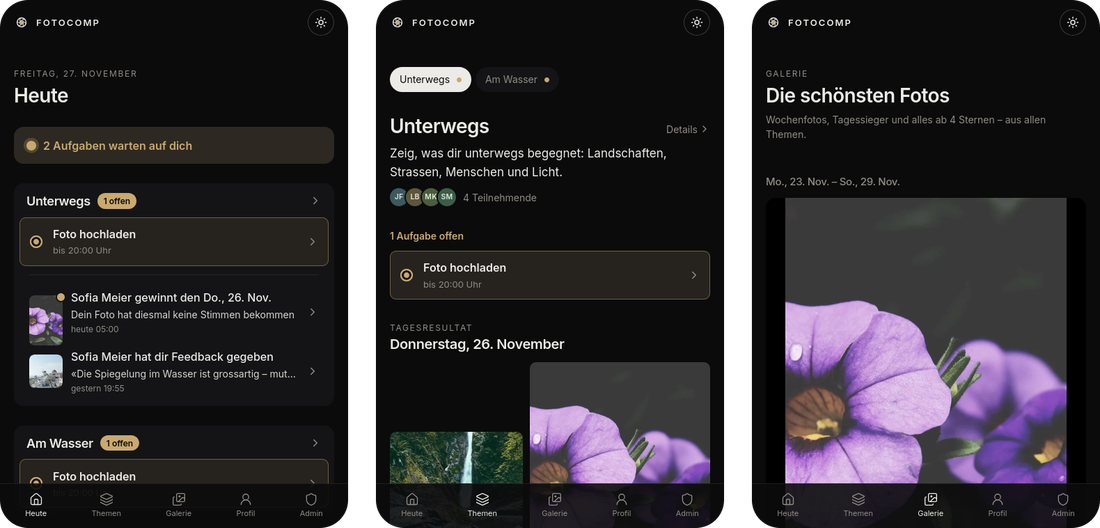 FOTOCOMP
FREITAG, 27. NOVEMBER
Heute
2 Aufgaben warten auf dich
Unterwegs 1 offen
Foto hochladen
bis 20:00 Uhr
Sofia Meier gewinnt den Do., 26. Nov.
Dein Foto hat diesmal keine Stimmen bekommen
heute 05:00
Sofia Meier hat dir Feedback gegeben
«Die Spiegelung im Wasser ist grossartig – mut…
gestern 19:55
Am Wasser 1 offen
Foto hochladen
Heute Themen Galerie Profil Admin
FOTOCOMP
Unterwegs Am Wasser
Unterwegs Details
Zeig, was dir unterwegs begegnet: Landschaften,
Strassen, Menschen und Licht.
JF LB MK SM 4 Teilnehmende
1 Aufgabe offen
Foto hochladen
bis 20:00 Uhr
TAGESRESULTAT
Donnerstag, 26. November
Heute Themen Galerie Profil Admin
FOTOCOMP
GALERIE
Die schönsten Fotos
Wochenfotos, Tagessieger und alles ab 4 Sternen – aus allen
Themen.
Mo., 23. Nov. – So., 29. Nov.
Heute Themen Galerie Profil Admin